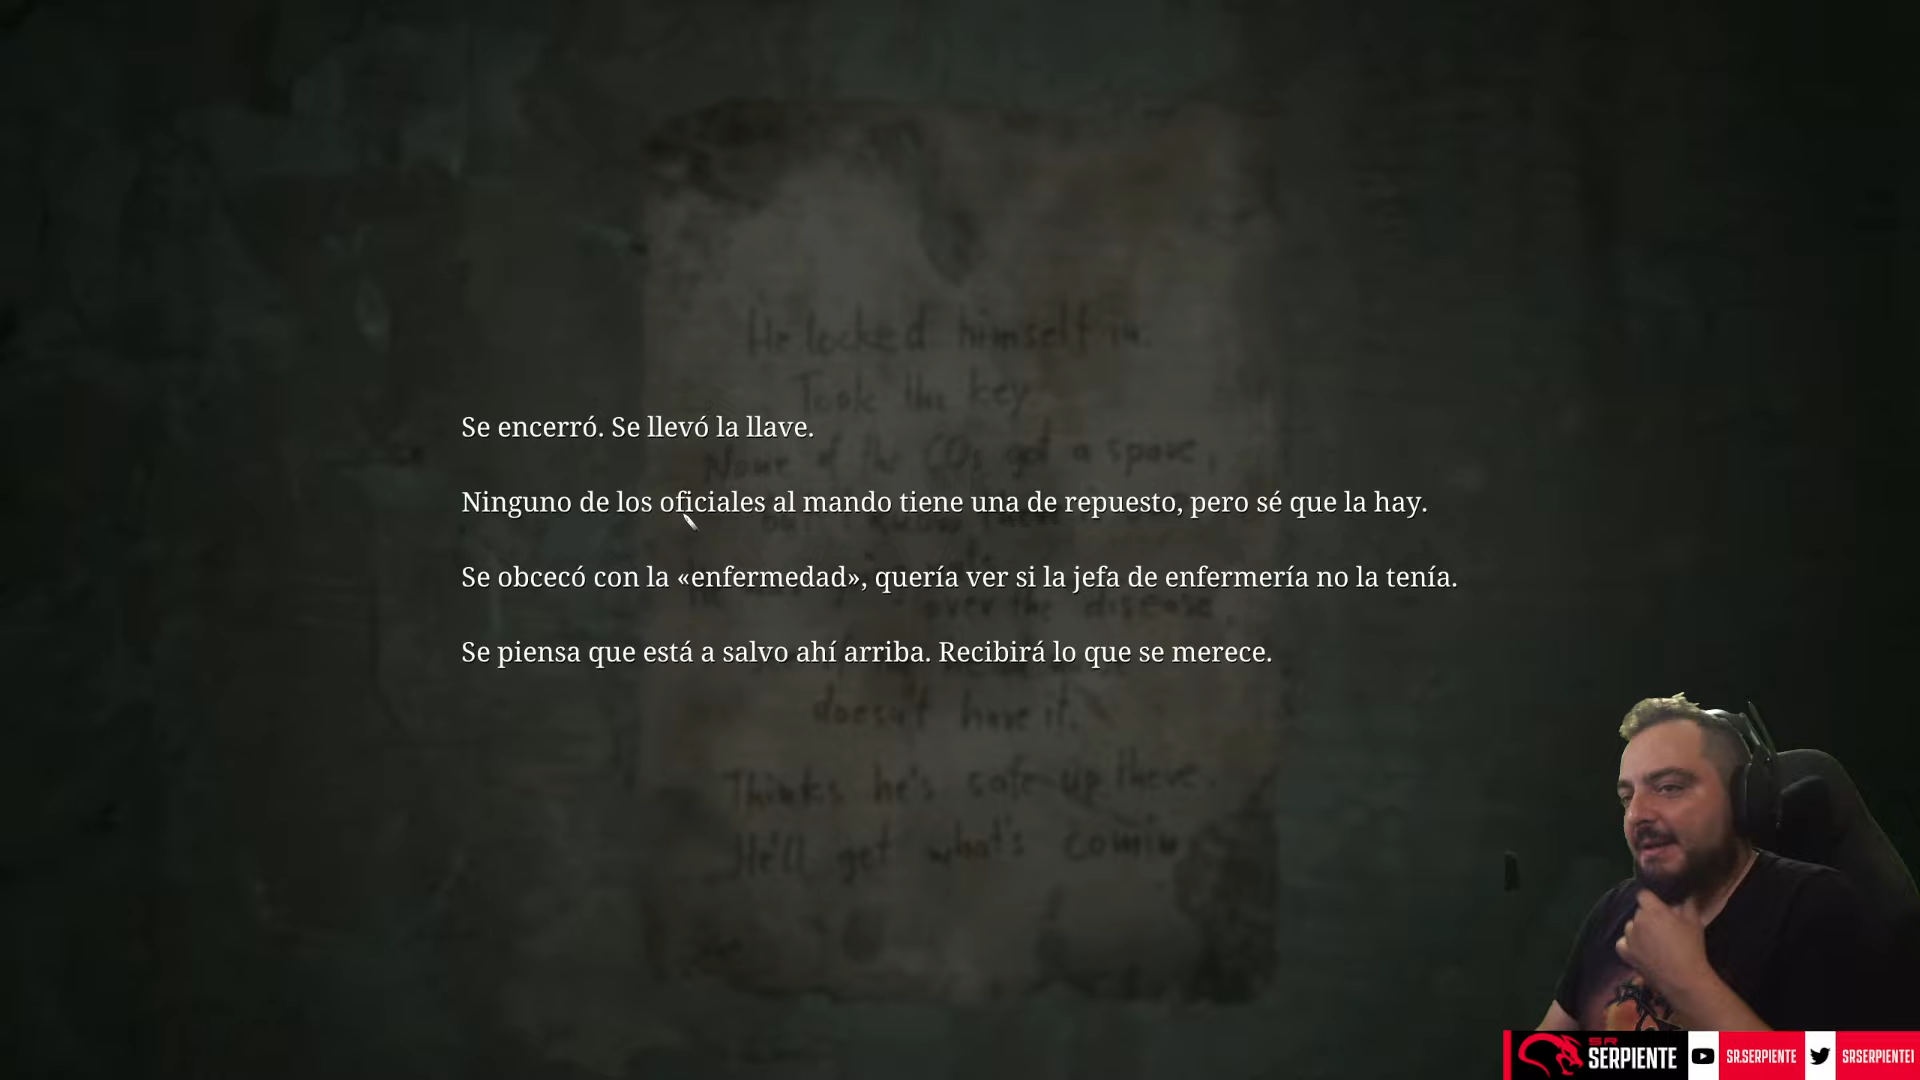 Se encerró. Se llevó la llave.
Ninguno de los oficiales al mando tiene una de repuesto, pero sé que la hay.
Se obcecó con la «enfermedad», quería ver si la jefa de enfermería no la tenía.
Se piensa que está a salvo ahí arriba. Recibirá lo que se merece.
He locked himself in.
Took the key
None of the COs got a spare,
over the disease.
doesn't have it.
Thinks he's safe up there.
He'll get what's comin
SR
SERPIENTE
SR.SERPIENTE
SRSERPIENTE1